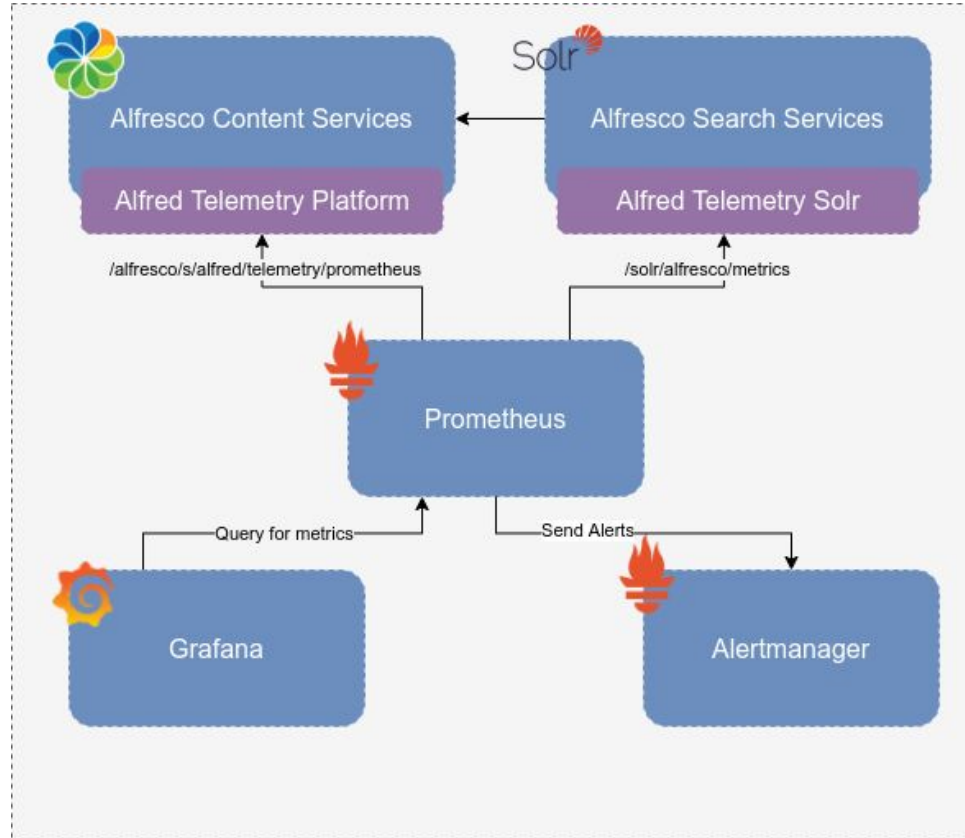 Solr
Alfresco Content Services
Alfresco Search Services
Alfred Telemetry Platform
Alfred Telemetry Solr
/alfresco/s/alfred/telemetry/prometheus
/solr/alfresco/metrics
Prometheus
Query for metrics
Send Alerts
Grafana
Alertmanager